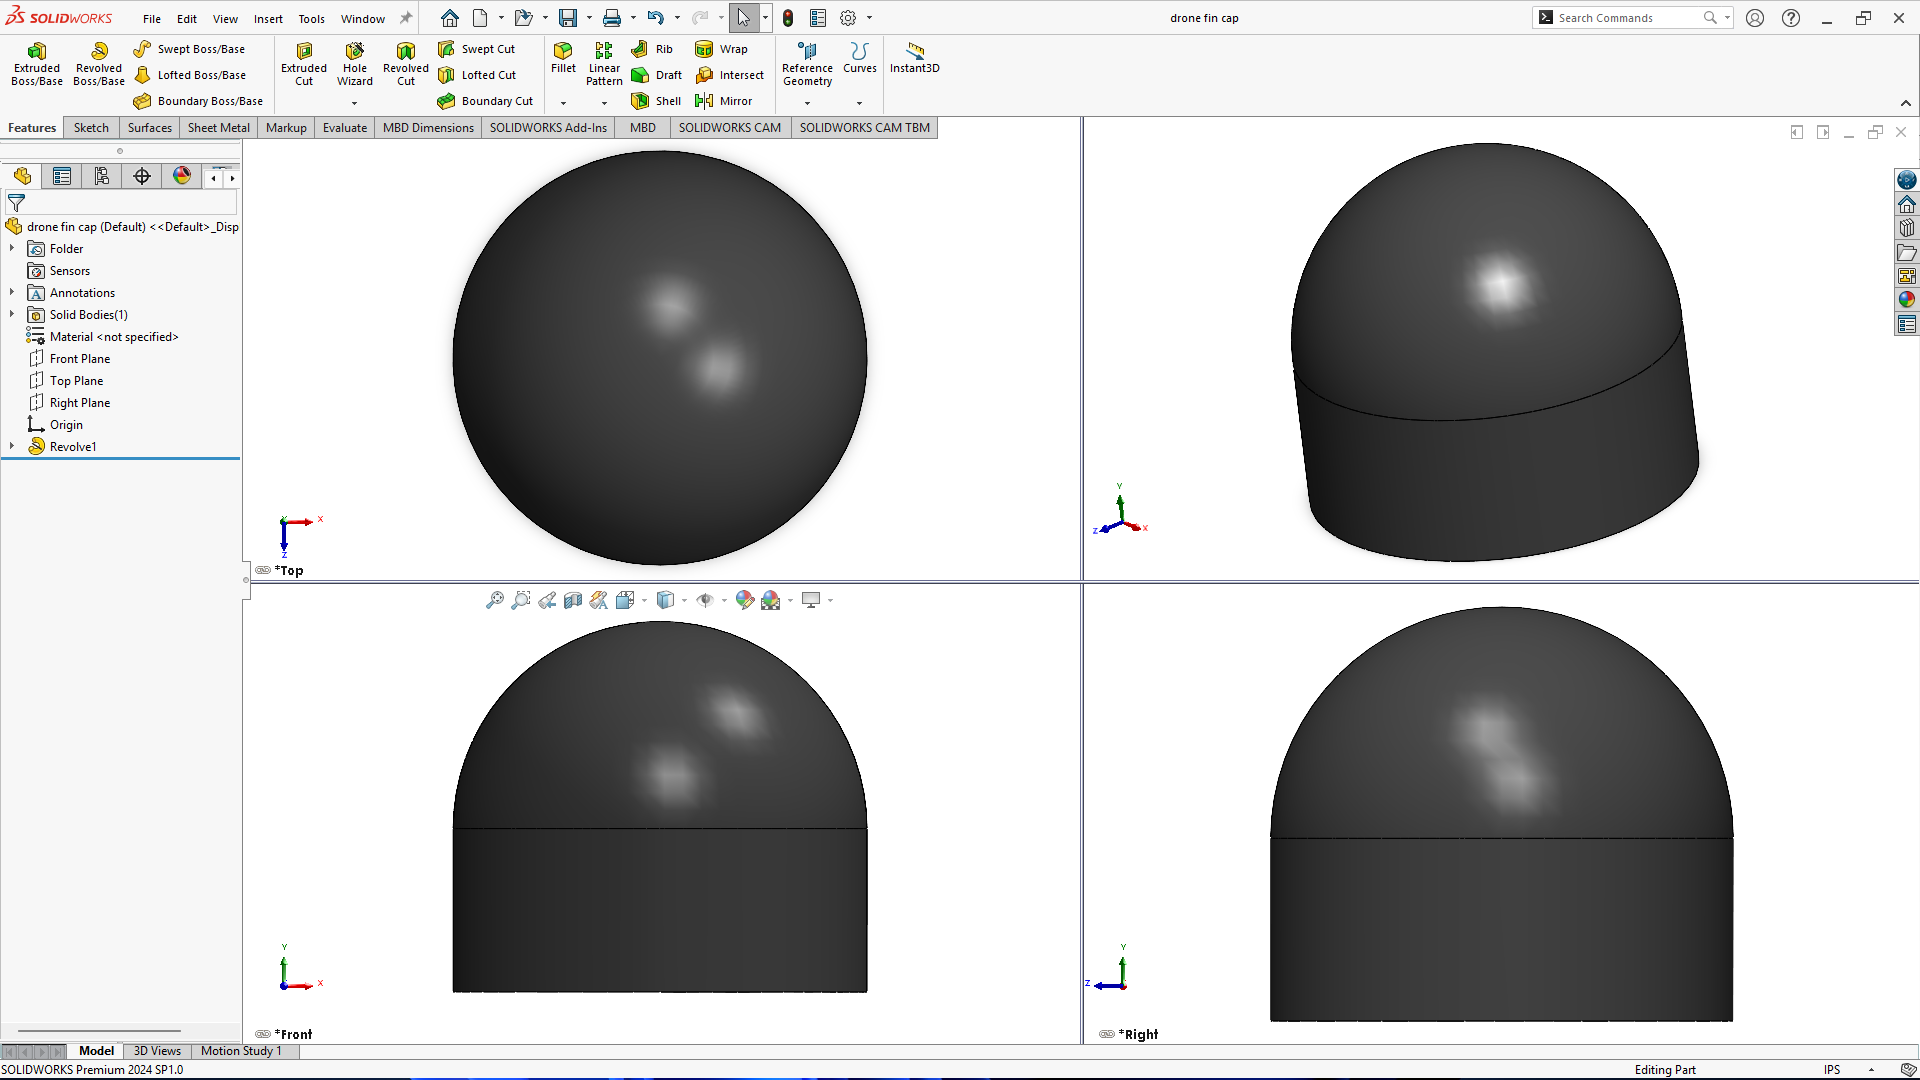 SOLIDWORKS File Edit View Insert Tools Window drone fin cap Search Commands
Extruded Boss/Base
Revolved Boss/Base
Swept Boss/Base
Lofted Boss/Base
Boundary Boss/Base
Extruded Cut
Hole Wizard
Revolved Cut
Swept Cut
Lofted Cut
Boundary Cut
Fillet
Linear Pattern
Rib
Draft
Shell
Wrap
Intersect
Mirror
Reference Geometry
Curves
Instant3D
Features Sketch Surfaces Sheet Metal Markup Evaluate MBD Dimensions SOLIDWORKS Add-Ins MBD SOLIDWORKS CAM SOLIDWORKS CAM TBM
drone fin cap (Default) <<Default>_Disp
Folder
Sensors
Annotations
Solid Bodies(1)
Material <not specified>
Front Plane
Top Plane
Right Plane
Origin
Revolve1
Y X
Z
*Top
Y
Z X
Y
X
*Front
Y
Z
*Right
Model 3D Views Motion Study 1
SOLIDWORKS Premium 2024 SP1.0 Editing Part IPS